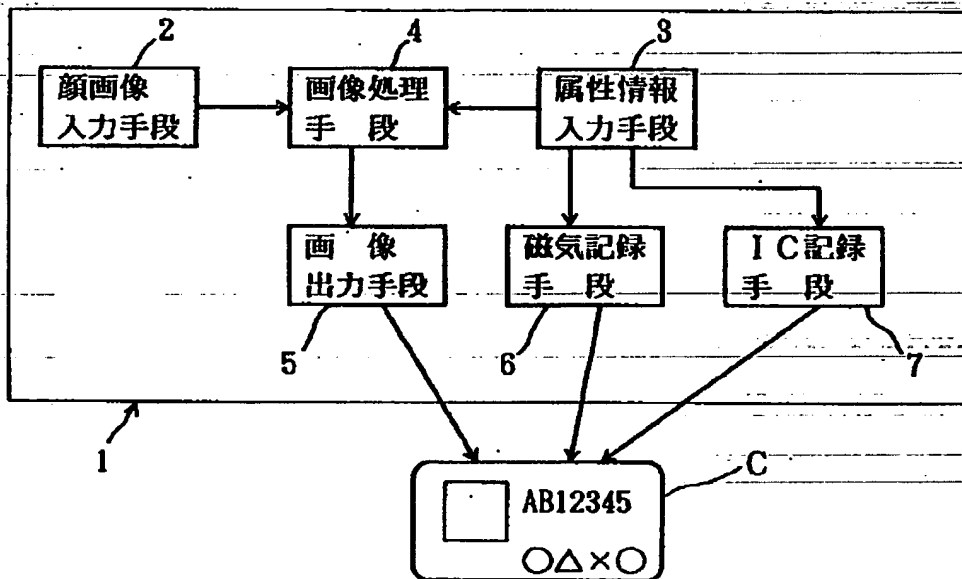 2
4
3
顔画像
入力手段
画像処理
手 段
属性情報
入力手段
画 像
出力手段
磁気記録
手 段
IC記録
手 段
5
6
7
1
C
AB12345
○△×○